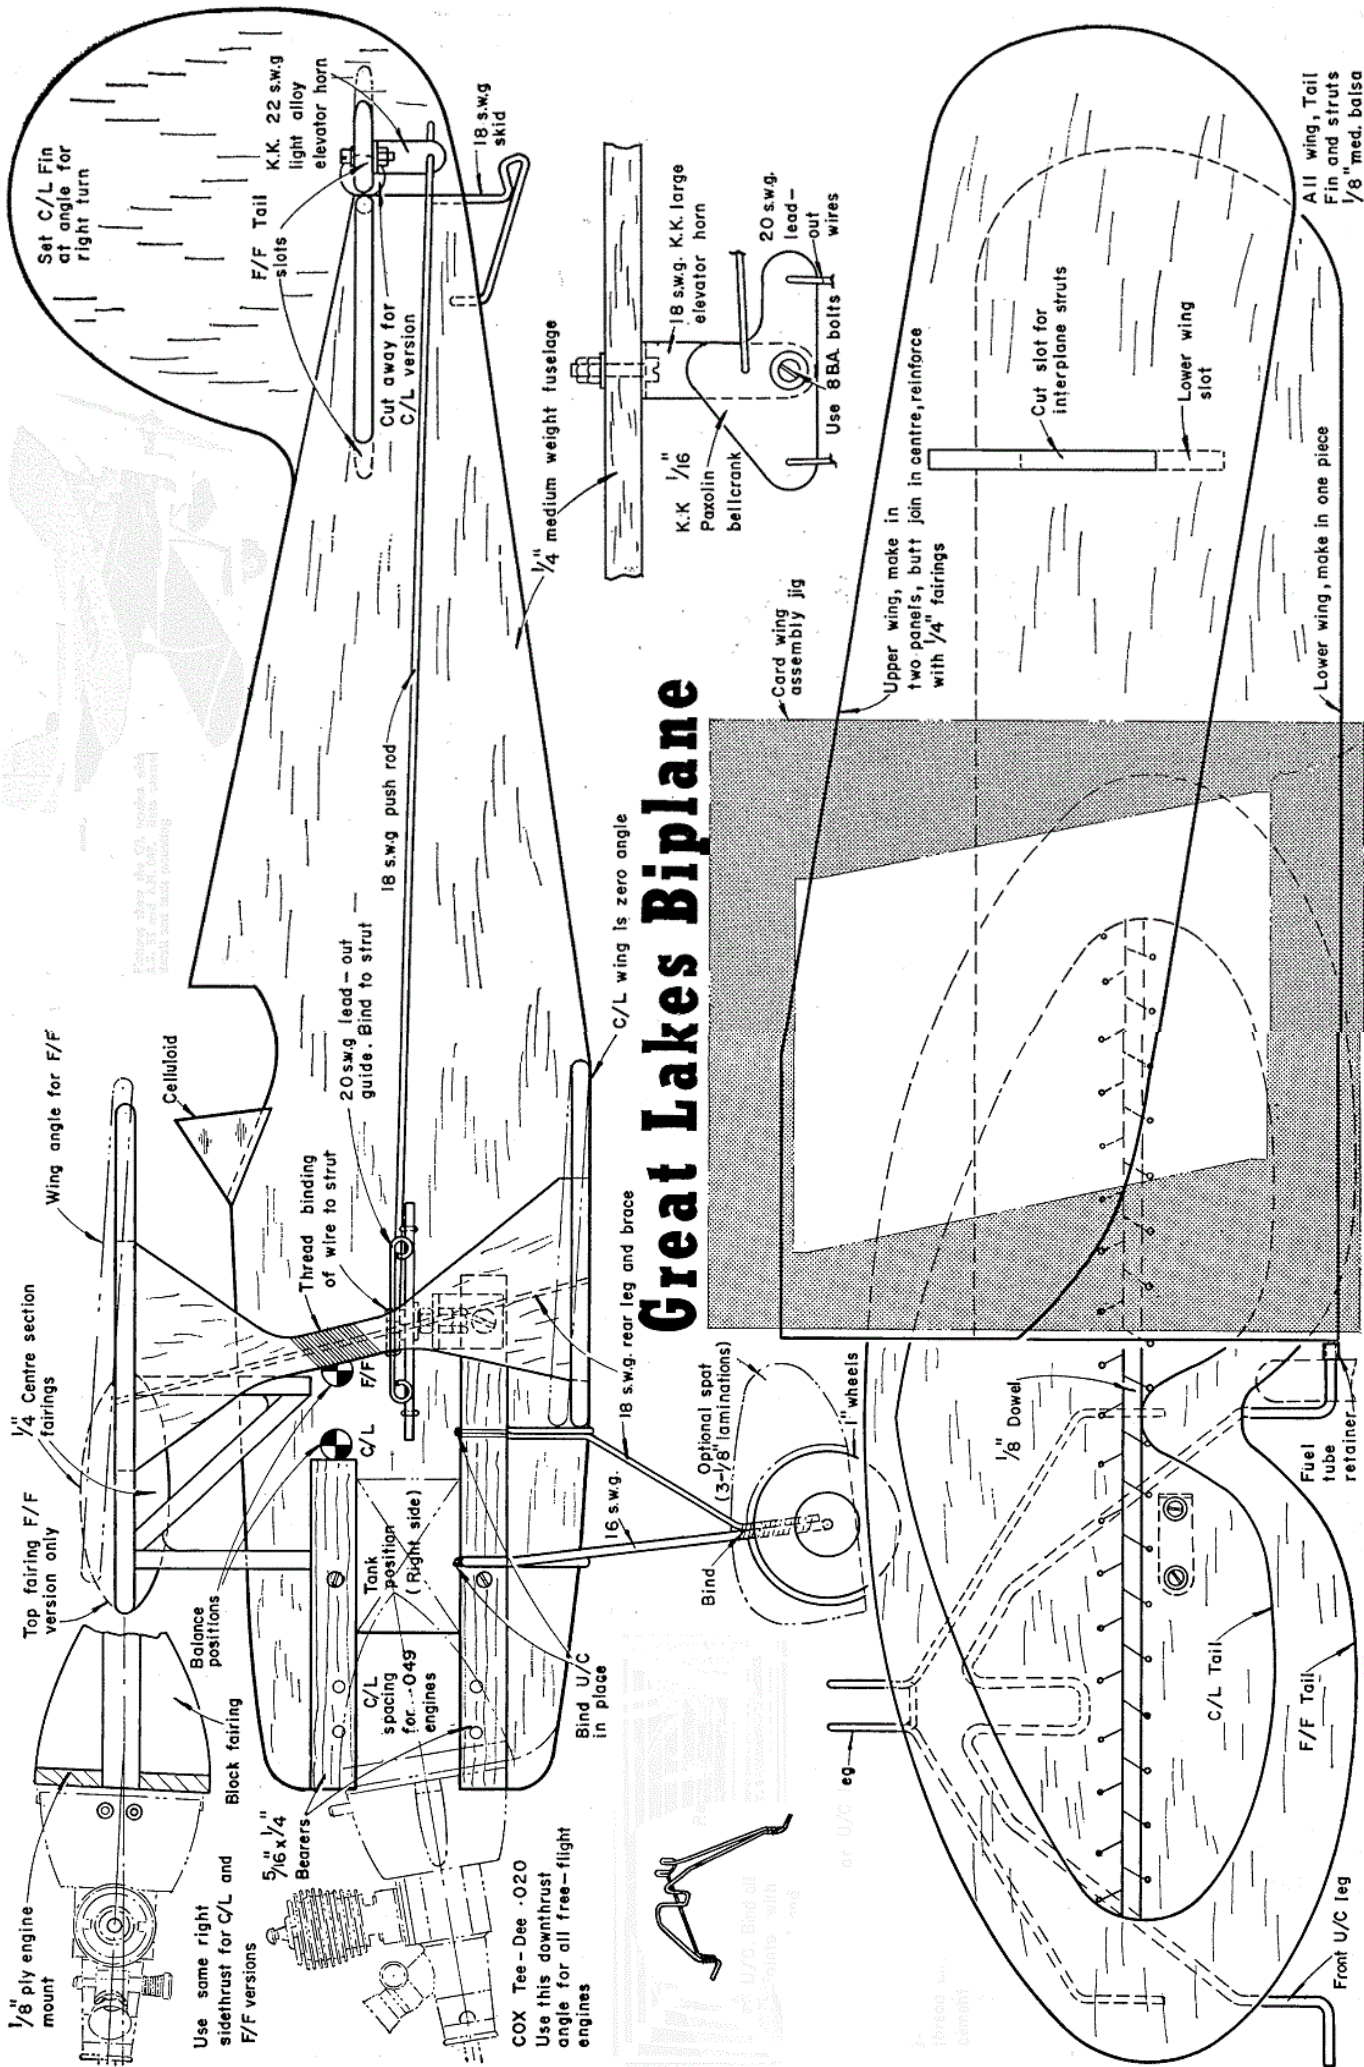 Great Lakes Biplane
1/8" ply engine
mount
Use same right
sidethrust for C/L and
F/F versions
Top fairing F/F
version only
1/4" Centre section
fairings
Wing angle for F/F
Block fairing
Balance
positions
Celluloid
5/16" x 1/4"
Bearers
COX Tee-Dee .020
Use this downthrust
angle for all free-flight
engines
C/L
spacing
for .049
engines
Tank
position
(Right side)
C/L
F/F
Thread binding
of wire to strut
20 s.w.g lead-out
guide. Bind to strut
18 s.w.g push rod
1/4" medium weight fuselage
Set C/L Fin
at angle for
right turn
F/F Tail
slots
K.K. 22 s.w.g
light alloy
elevator horn
Cut away for
C/L version
18 s.w.g
skid
Bind U/C
in place
16 s.w.g.
18 s.w.g. rear leg and brace
C/L wing is zero angle
Bind
Optional spat
(3-1/8" laminations)
1" wheels
K.K 1/16"
Paxolin
bellcrank
18 s.w.g. K.K. large
elevator horn
20 s.w.g.
lead-
out
wires
Use 8BA. bolts
Card wing
assembly jig
Upper wing, make in
two panels, butt join in centre, reinforce
with 1/4" fairings
Cut slot for
interplane struts
Lower wing
slot
Lower wing, make in one piece
All wing, Tail
Fin and struts
1/8" med. balsa
1/8" Dowel
Fuel
tube
retainer
C/L Tail
F/F Tail
Front U/C leg
eg.
or U/C